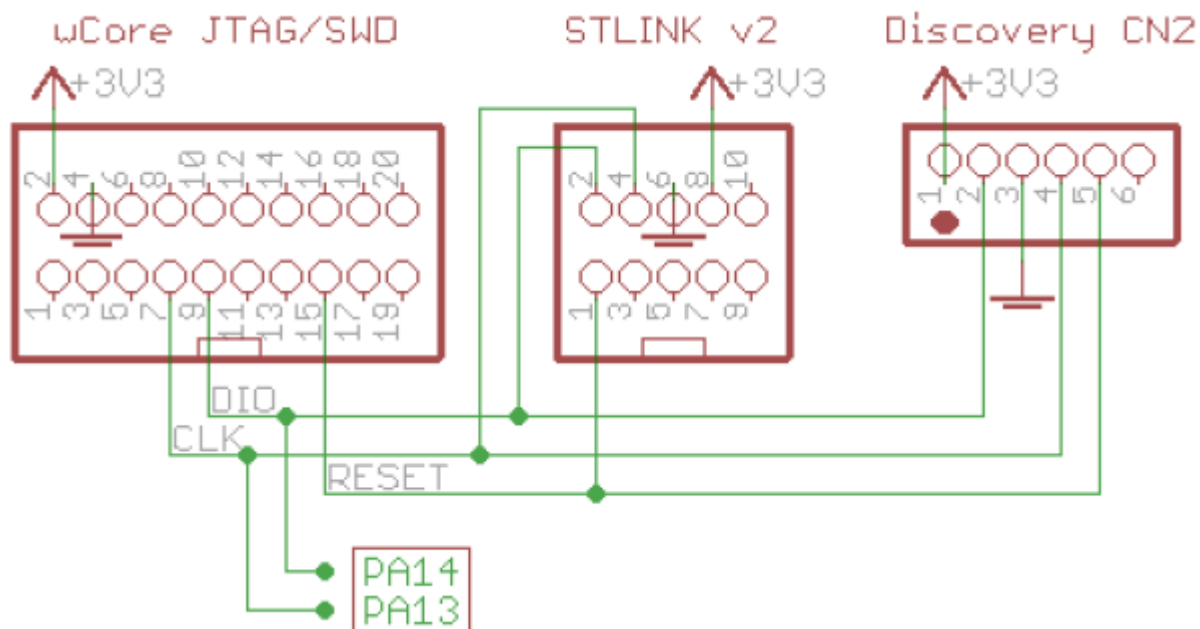 wCore JTAG/SWD
STLINK v2
Discovery CN2
+3V3
+3V3
+3V3
2 4 6 8 10 12 14 16 18 20
1 3 5 7 9 11 13 15 17 19
2 4 6 8 10
1 3 5 7 9
1 2 3 4 5 6
DIO
CLK
RESET
PA14
PA13